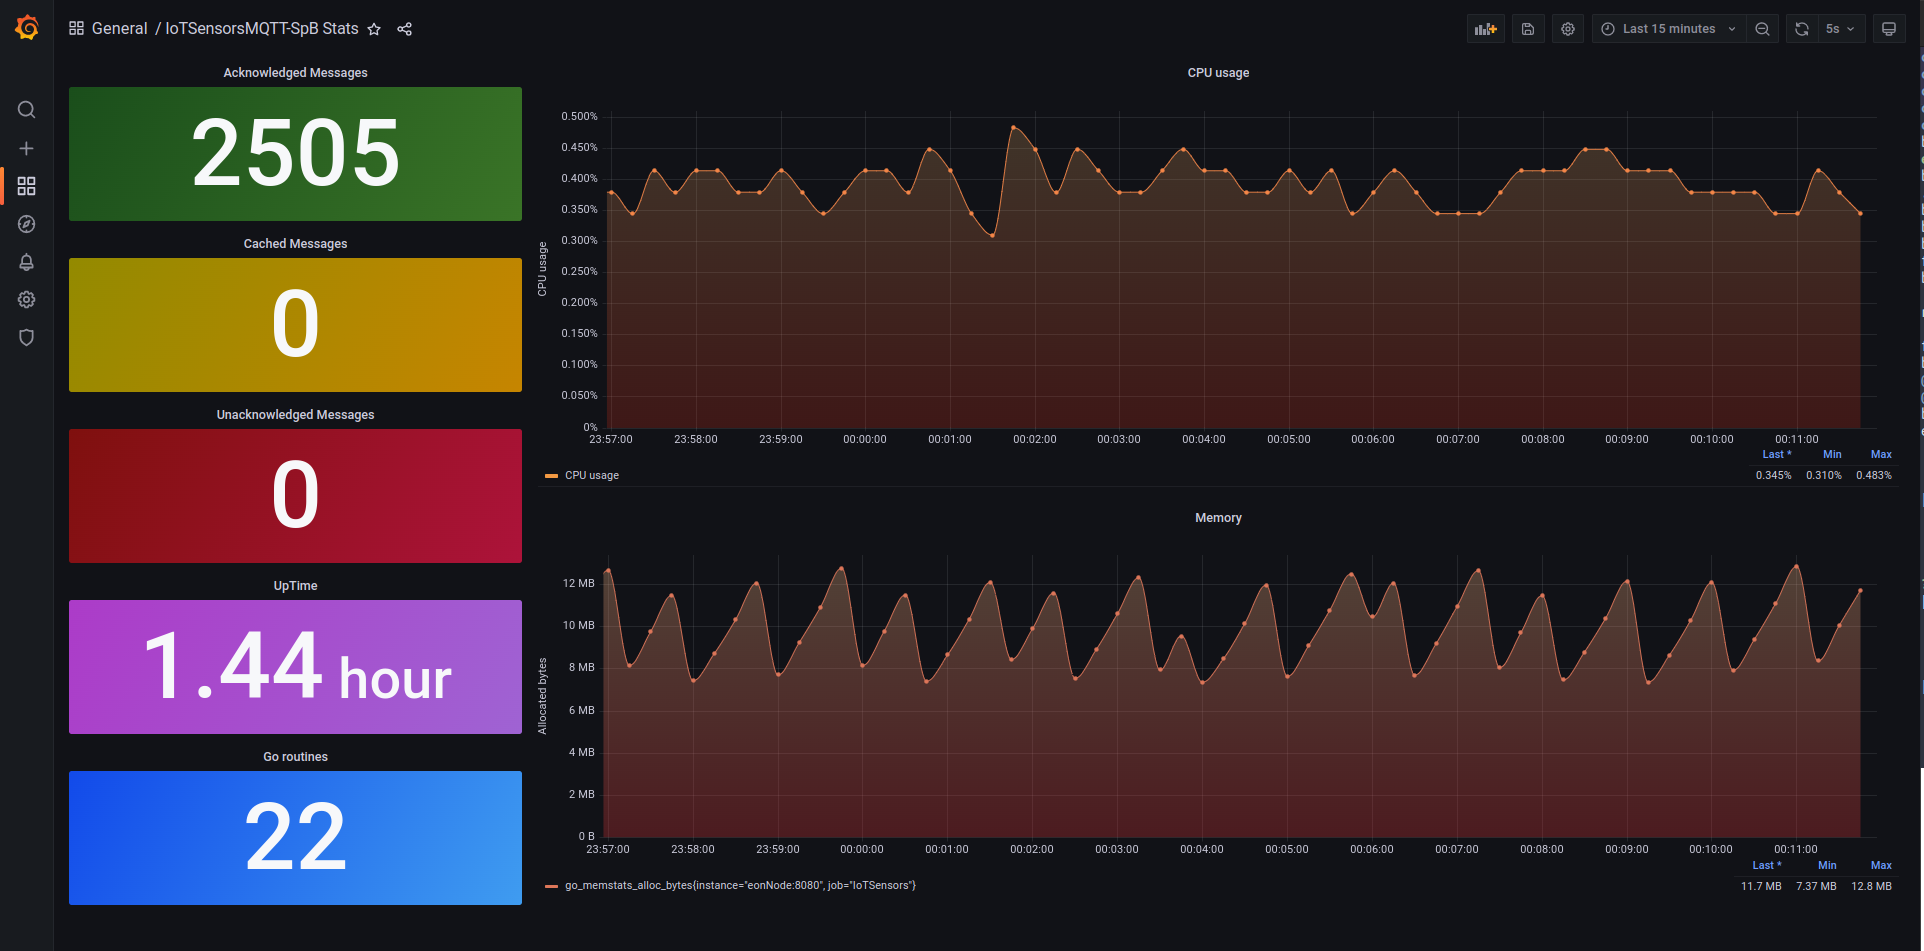 General / IoTSensorsMQTT-SpB Stats
Last 15 minutes
5s
Acknowledged Messages
2505
Cached Messages
0
Unacknowledged Messages
0
UpTime
1.44 hour
Go routines
22
CPU usage
CPU usage
0.500%
0.450%
0.400%
0.350%
0.300%
0.250%
0.200%
0.150%
0.100%
0.050%
0%
23:57:00 23:58:00 23:59:00 00:00:00 00:01:00 00:02:00 00:03:00 00:04:00 00:05:00 00:06:00 00:07:00 00:08:00 00:09:00 00:10:00 00:11:00
Last * Min Max
CPU usage 0.345% 0.310% 0.483%
Memory
Allocated bytes
12 MB
10 MB
8 MB
6 MB
4 MB
2 MB
0 B
23:57:00 23:58:00 23:59:00 00:00:00 00:01:00 00:02:00 00:03:00 00:04:00 00:05:00 00:06:00 00:07:00 00:08:00 00:09:00 00:10:00 00:11:00
Last * Min Max
go_memstats_alloc_bytes{instance="eonNode:8080", job="IoTSensors"} 11.7 MB 7.37 MB 12.8 MB